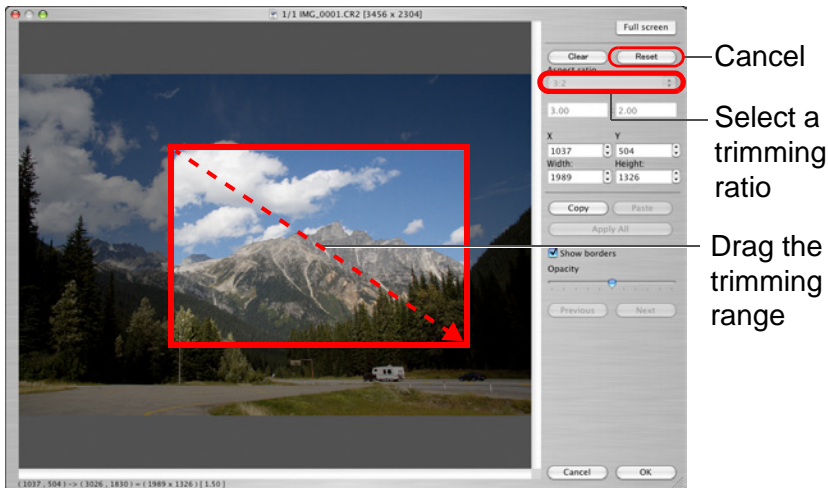 1/1 IMG_0001.CR2 [3456 x 2304]
Full screen
Clear Reset
Cancel
Aspect ratio
3:2
3.00 : 2.00
Select a
trimming
ratio
X Y
1037 504
Width: Height:
1989 1326
Copy Paste
Apply All
Show borders
Drag the
trimming
range
Opacity
Previous Next
Cancel OK
( 1037 , 504 ) -> ( 3026 , 1830 ) = ( 1989 x 1326 ) [ 1.50 ]